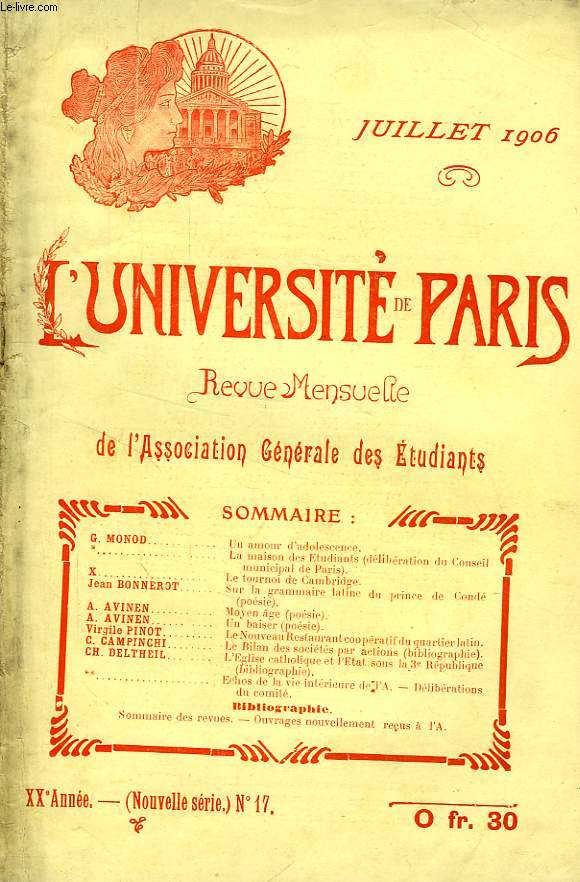 Le-livre.com
JUILLET 1906
L'UNIVERSITÉ DE PARIS
Revue Mensuelle
de l'Association Générale des Étudiants
SOMMAIRE :
G. MONOD............ Un amour d'adolescence.
*.................. La maison des Etudiants (délibération du Conseil
municipal de Paris).
X.................. Le tournoi de Cambridge.
Jean BONNEROT...... Sur la grammaire latine du prince de Condé
(poésie).
A. AVINEN.......... Moyen âge (poésie).
A. AVINEN.......... Un baiser (poésie).
Virgile PINOT........ Le Nouveau Restaurant coopératif du quartier latin.
C. CAMPINCHI....... Le Bilan des sociétés par actions (bibliographie).
CH. DELTHEIL....... L'Eglise catholique et l'Etat sous la 3e République
(bibliographie).
**.................. Echos de la vie intérieure de l'A. — Délibérations
du comité.
Bibliographie.
Sommaire des revues. — Ouvrages nouvellement reçus à l'A.
XXe Année. — (Nouvelle série.) N° 17.
0 fr. 30